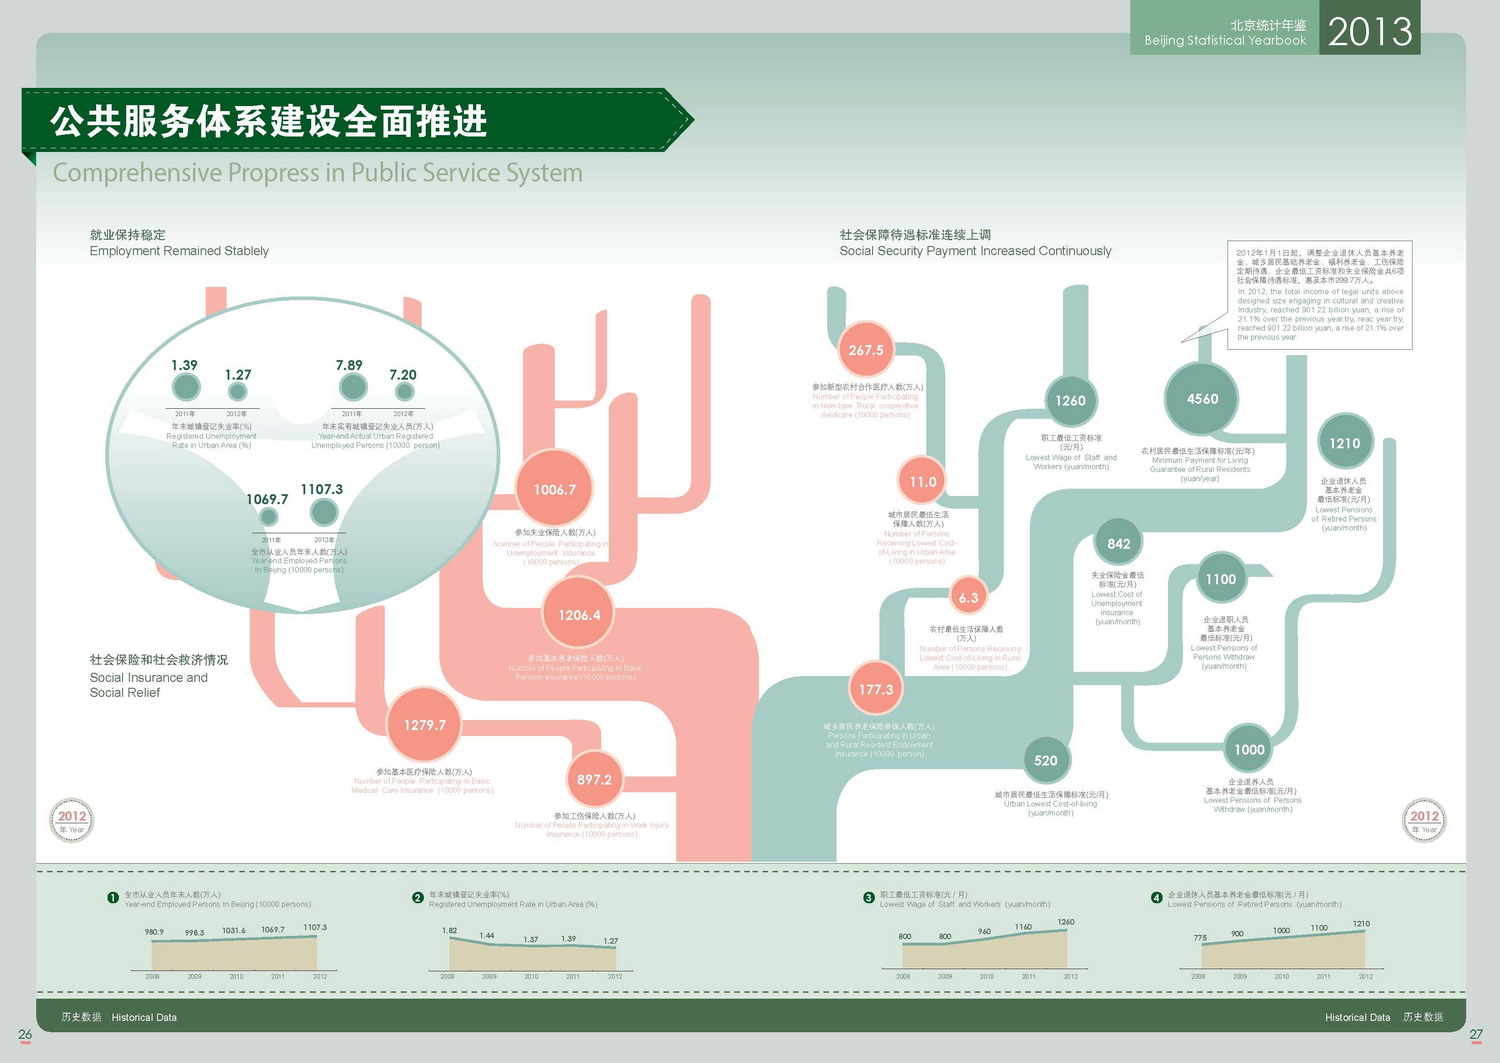 北京统计年鉴
Beijing Statistical Yearbook
2013
公共服务体系建设全面推进
Comprehensive Propress in Public Service System
就业保持稳定
Employment Remained Stablely
1.39
1.27
2011年
2012年
年末城镇登记失业率(%)
Registered Unemployment
Rate in Urban Area (%)
7.89
7.20
2011年
2012年
年末实有城镇登记失业人员(万人)
Year-end Actual Urban Registered
Unemployed Persons (10000 person)
1069.7
1107.3
2011年
2012年
全市从业人员年末人数(万人)
Year-end Employed Persons
In Beijing (10000 persons)
社会保险和社会救济情况
Social Insurance and
Social Relief
1006.7
参加失业保险人数(万人)
Number of People Participating in
Unemployment Insurance
(10000 persons)
1206.4
参加基本养老保险人数(万人)
Number of People Participating in Basic
Pension insurance (10000 persons)
1279.7
参加基本医疗保险人数(万人)
Number of People Participating in Basic
Medical Care Insurance (10000 persons)
897.2
参加工伤保险人数(万人)
Number of People Participating in Work Injury
Insurance (10000 persons)
2012
年 Year
社会保障待遇标准连续上调
Social Security Payment Increased Continuously
2012年1月1日起，调整企业退休人员基本养老
金、城乡居民基础养老金、福利养老金、工伤保险
定期待遇、企业最低工资标准和失业保险金共6项
社会保障待遇标准，惠及本市299.7万人。
In 2012, the total income of legal units above
designed size engaging in cultural and creative
Industry, reached 901.22 billion yuan, a rise of
21.1% over the previous year.try, reac year.try,
reached 901.22 billion yuan, a rise of 21.1% over
the previous year.
267.5
参加新型农村合作医疗人数(万人)
Number of People Participating
in New-type Rural cooperative
medicare (10000 persons)
11.0
城市居民最低生活
保障人数(万人)
Number of Persons
Receiving Lowest Cost-
of-Living in Urban Area
(10000 persons)
6.3
农村最低生活保障人数
(万人)
Number of Persons Receiving
Lowest Cost-of-Living in Rural
Area (10000 persons)
177.3
城乡居民养老保险参保人数(万人)
Persons Participating in Urban
and Rural Resident Endowment
Insurance (10000 person)
1260
职工最低工资标准
(元/月)
Lowest Wage of Staff and
Workers (yuan/month)
4560
农村居民最低生活保障标准(元/年)
Minimum Payment for Living
Guarantee of Rural Residents
(yuan/year)
1210
企业退休人员
基本养老金
最低标准(元/月)
Lowest Pensions
of Retired Persons
(yuan/month)
842
失业保险金最低
标准(元/月)
Lowest Cost of
Unemployment
Insurance
(yuan/month)
1100
企业退职人员
基本养老金
最低标准(元/月)
Lowest Pensions of
Persons Withdraw
(yuan/month)
520
城市居民最低生活保障标准(元/月)
Urban Lowest Cost-of-living
(yuan/month)
1000
企业退养人员
基本养老金最低标准(元/月)
Lowest Pensions of Persons
Withdraw (yuan/month)
2012
年 Year
1 全市从业人员年末人数(万人)
Year-end Employed Persons In Beijing (10000 persons)
980.9 998.3 1031.6 1069.7 1107.3
2008 2009 2010 2011 2012
2 年末城镇登记失业率(%)
Registered Unemployment Rate in Urban Area (%)
1.82 1.44 1.37 1.39 1.27
2008 2009 2010 2011 2012
3 职工最低工资标准(元 / 月)
Lowest Wage of Staff and Workers (yuan/month)
800 800 960 1160 1260
2008 2009 2010 2011 2012
4 企业退休人员基本养老金最低标准(元 / 月)
Lowest Pensions of Retired Persons (yuan/month)
775 900 1000 1100 1210
2008 2009 2010 2011 2012
历史数据 Historical Data
Historical Data 历史数据
26
27